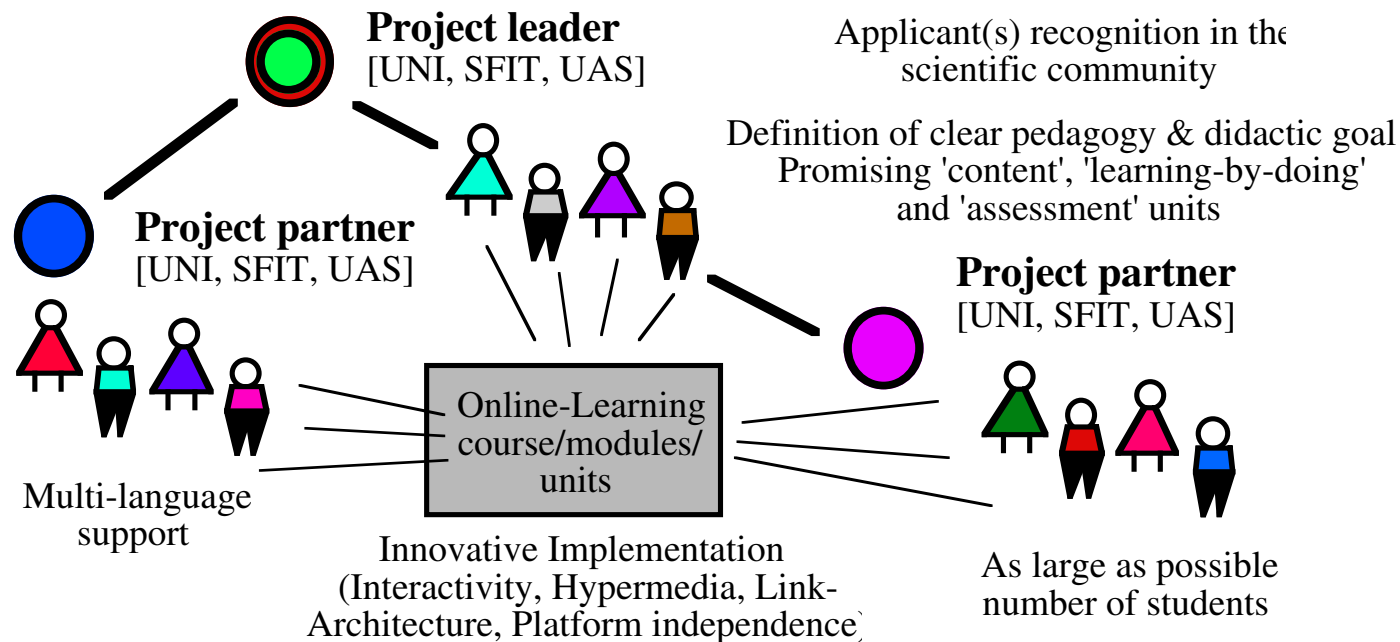 Project leader
[UNI, SFIT, UAS]
Applicant(s) recognition in the
scientific community
Definition of clear pedagogy & didactic goal
Promising 'content', 'learning-by-doing'
and 'assessment' units
Project partner
[UNI, SFIT, UAS]
Project partner
[UNI, SFIT, UAS]
Online-Learning
course/modules/
units
Multi-language
support
Innovative Implementation
(Interactivity, Hypermedia, Link-
Architecture, Platform independence)
As large as possible
number of students